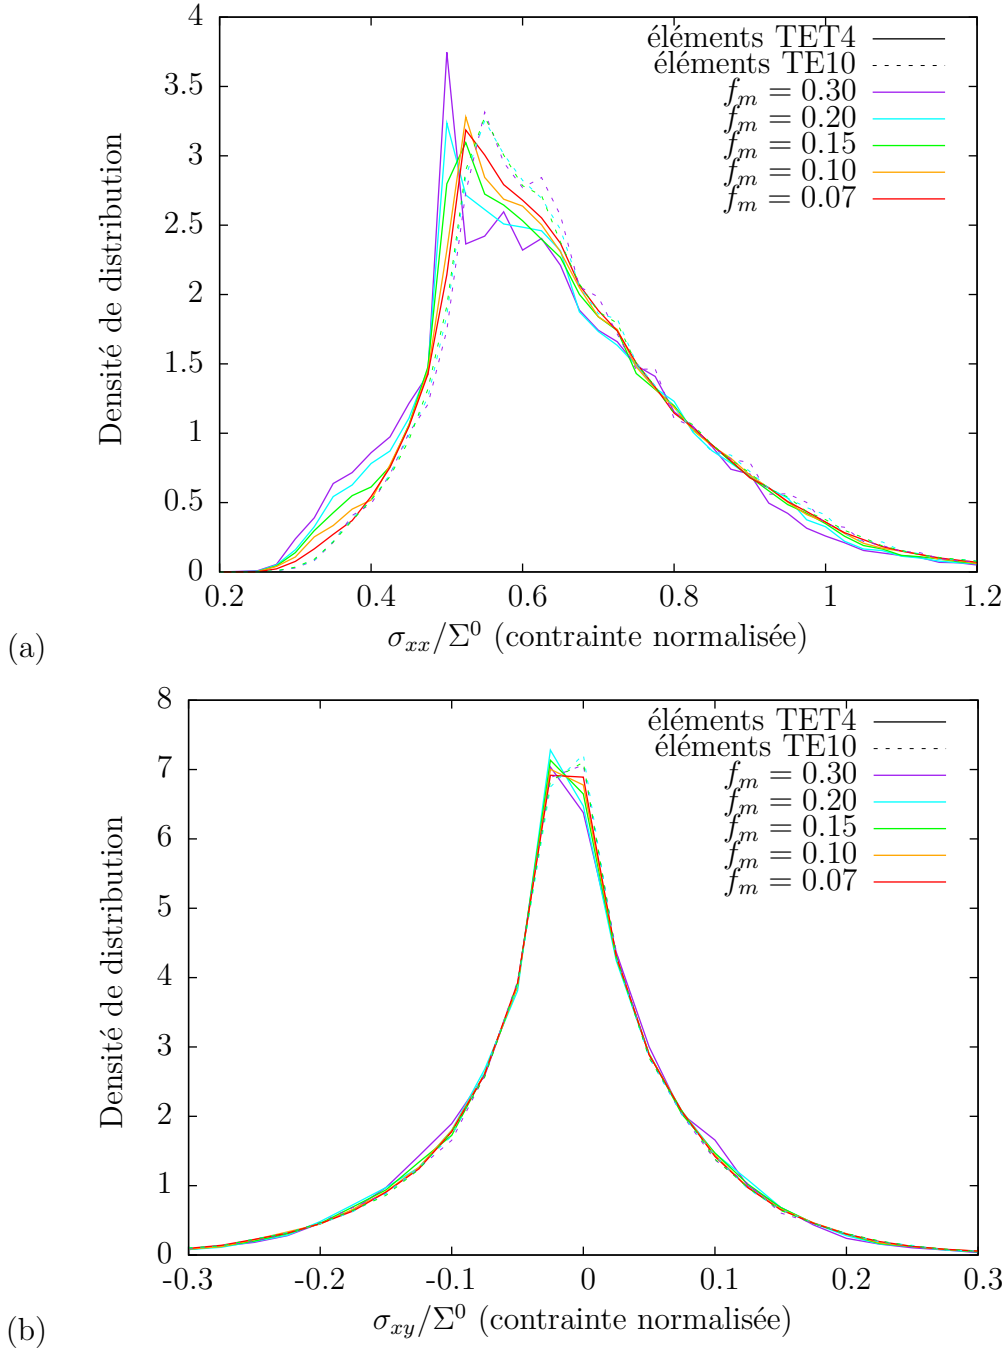 4
3.5
3
2.5
2
1.5
1
0.5
0
0.2
0.4
0.6
0.8
1
1.2
Densité de distribution
σ_xx/Σ^0 (contrainte normalisée)
éléments TET4
éléments TE10
f_m = 0.30
f_m = 0.20
f_m = 0.15
f_m = 0.10
f_m = 0.07
(a)
8
7
6
5
4
3
2
1
0
-0.3
-0.2
-0.1
0
0.1
0.2
0.3
Densité de distribution
σ_xy/Σ^0 (contrainte normalisée)
éléments TET4
éléments TE10
f_m = 0.30
f_m = 0.20
f_m = 0.15
f_m = 0.10
f_m = 0.07
(b)